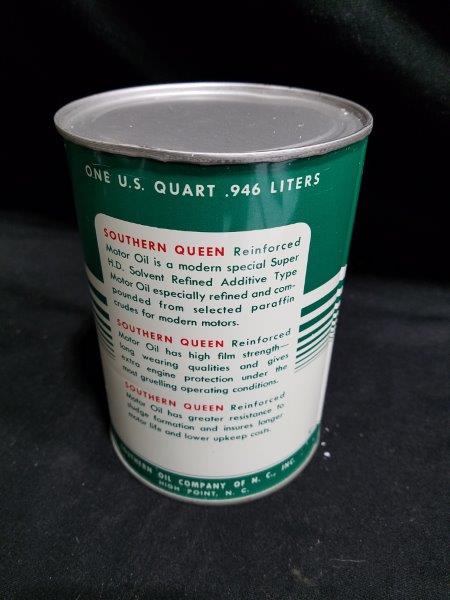 ONE U.S. QUART .946 LITERS
SOUTHERN QUEEN Reinforced
Motor Oil is a modern special Super
H.D. Solvent Refined Additive Type
Motor Oil especially refined and com-
pounded from selected paraffin
crudes for modern motors.
SOUTHERN QUEEN Reinforced
Motor Oil has high film strength—
long wearing qualities and gives
extra engine protection under the
most gruelling operating conditions.
SOUTHERN QUEEN Reinforced
Motor Oil has greater resistance to
sludge formation and insures longer
motor life and lower upkeep costs.
SOUTHERN OIL COMPANY OF N. C., INC.
HIGH POINT, N. C.